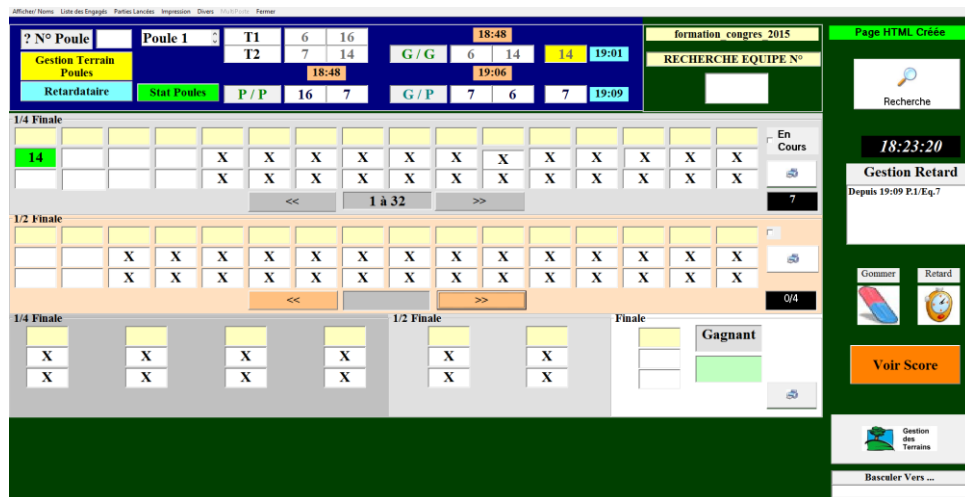 Afficher/ Noms Liste des Engagés Parties Lancées Impression Divers MultiPoste Fermer
? N° Poule Poule 1 T1 6 16 18:48 formation_congres_2015 Page HTML Créée
T2 7 14 G / G 6 14 14 19:01 RECHERCHE EQUIPE N°
Gestion Terrain
Poules
18:48 19:06
Retardataire Stat Poules P / P 16 7 G / P 7 6 7 19:09
Recherche
1/4 Finale
En
Cours
14 X X X X X X X X X X X X
X X X X X X X X X X X X
<< 1 à 32 >> 7
18:23:20
Gestion Retard
Depuis 19:09 P.1/Eq.7
1/2 Finale
X X X X X X X X X X X X X X
X X X X X X X X X X X X X X
<< >> 0/4
Gommer Retard
1/4 Finale 1/2 Finale Finale
Gagnant
X X X X X X
X X X X X X
Voir Score
Gestion
des
Terrains
Basculer Vers ...